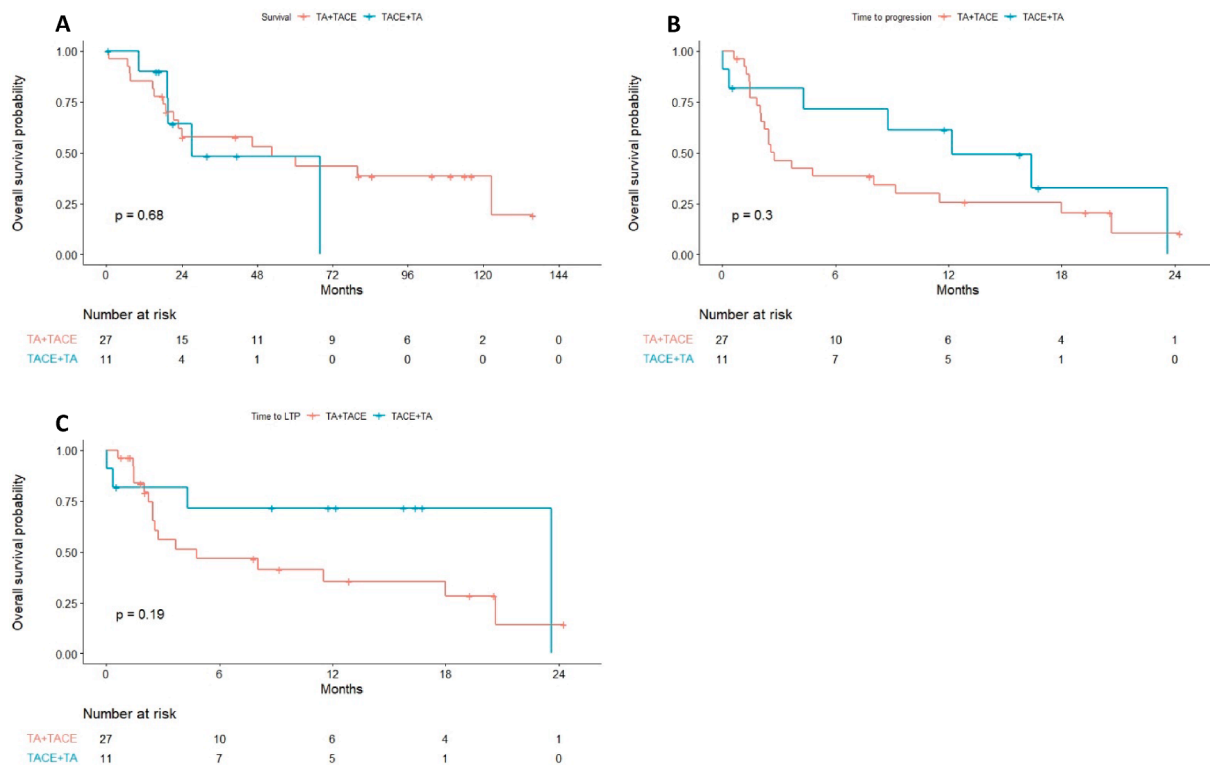 A
Survival TA+TACE TACE+TA
Overall survival probability
1.00
0.75
0.50
0.25
0.00
p = 0.68
0 24 48 72 96 120 144
Months
Number at risk
TA+TACE 27 15 11 9 6 2 0
TACE+TA 11 4 1 0 0 0 0
B
Time to progression TA+TACE TACE+TA
Overall survival probability
1.00
0.75
0.50
0.25
0.00
p = 0.3
0 6 12 18 24
Months
Number at risk
TA+TACE 27 10 6 4 1
TACE+TA 11 7 5 1 0
C
Time to LTP TA+TACE TACE+TA
Overall survival probability
1.00
0.75
0.50
0.25
0.00
p = 0.19
0 6 12 18 24
Months
Number at risk
TA+TACE 27 10 6 4 1
TACE+TA 11 7 5 1 0